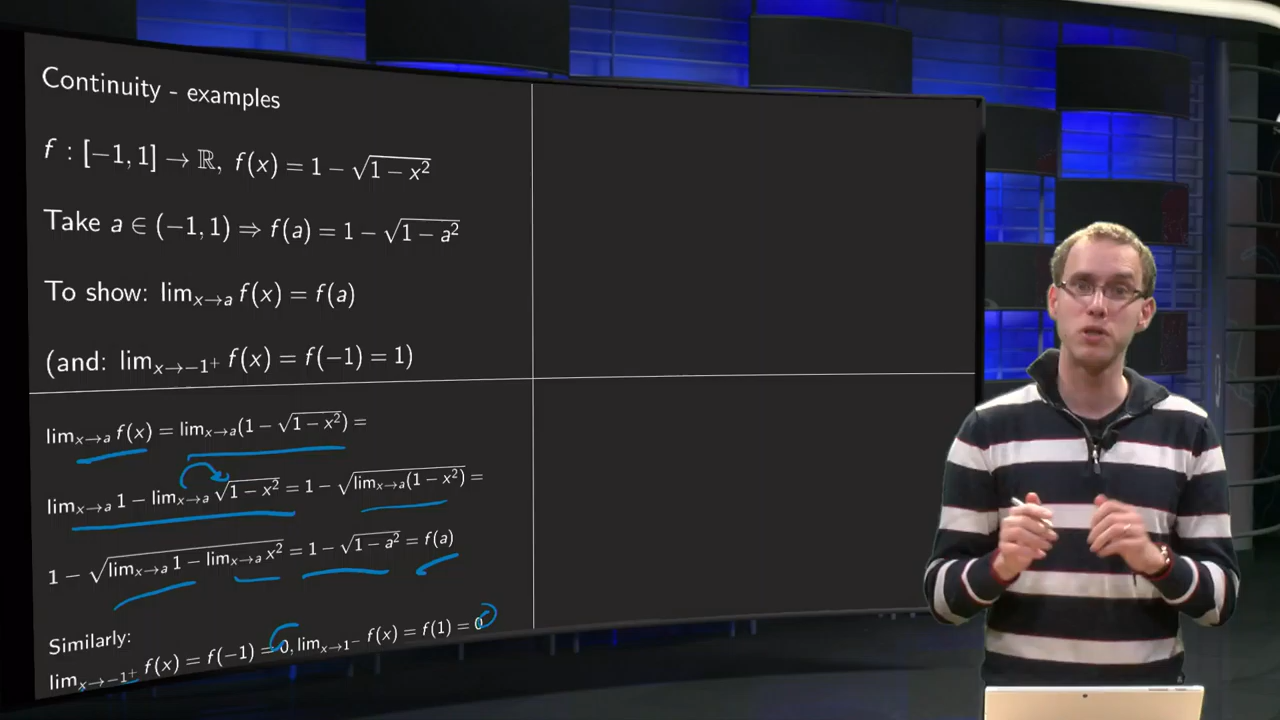 Continuity - examples
f : [−1, 1] → ℝ, f(x) = 1 − √(1 − x²)
Take a ∈ (−1, 1) ⇒ f(a) = 1 − √(1 − a²)
To show: lim_{x→a} f(x) = f(a)
(and: lim_{x→−1⁺} f(x) = f(−1) = 1)
lim_{x→a} f(x) = lim_{x→a}(1 − √(1 − x²)) =
lim_{x→a} 1 − lim_{x→a} √(1 − x²) = 1 − √(lim_{x→a}(1 − x²)) =
1 − √(lim_{x→a} 1 − lim_{x→a} x²) = 1 − √(1 − a²) = f(a)
Similarly:
lim_{x→−1⁺} f(x) = f(−1) = 0, lim_{x→1⁻} f(x) = f(1) = 0